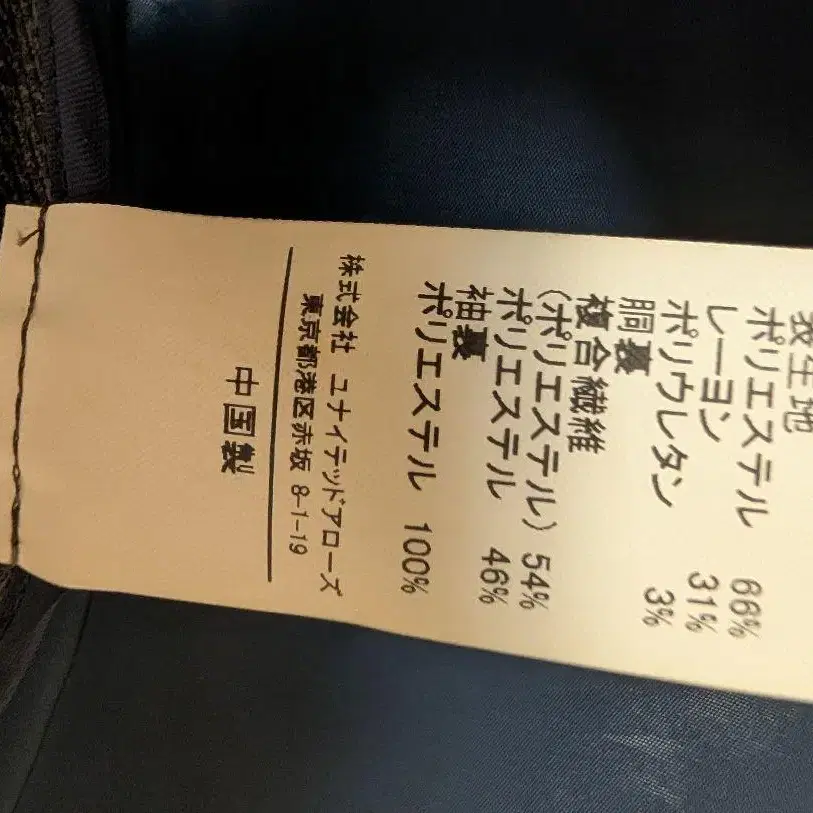 表生地
ポリエステル 66%
レーヨン 31%
ポリウレタン 3%
胴裏
複合繊維
(ポリエステル) 54%
ポリエステル 46%
袖裏
ポリエステル 100%
株式会社 ユナイテッドアローズ
東京都港区赤坂 8-1-19
中国製